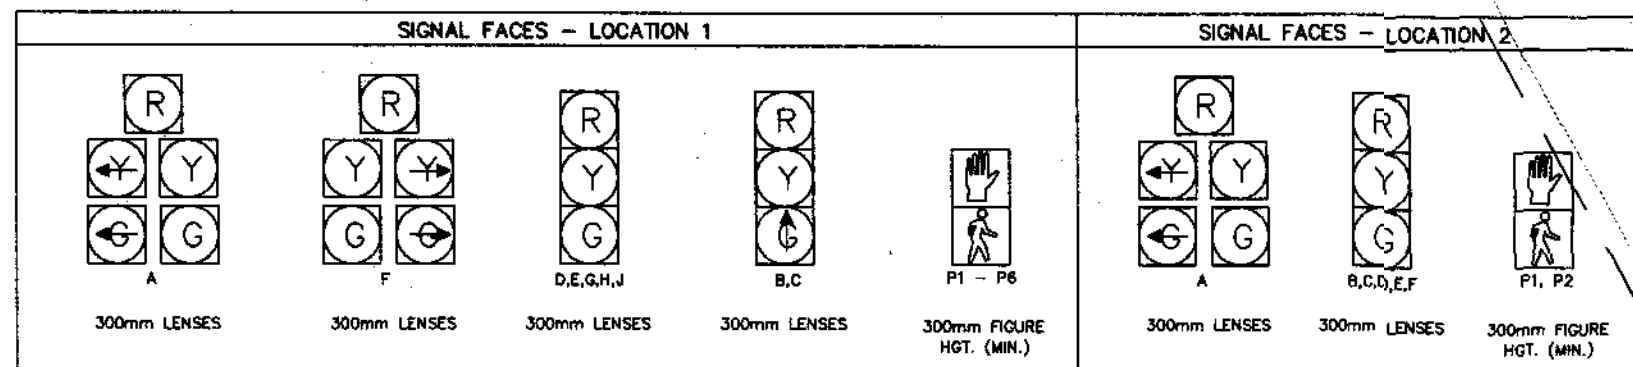 SIGNAL FACES - LOCATION 1
R
Y Y
G G
A
300mm LENSES
R
Y Y
G G
F
300mm LENSES
R
Y
G
D,E,G,H,J
300mm LENSES
R
Y
G
B,C
300mm LENSES
P1 - P6
300mm FIGURE
HGT. (MIN.)
SIGNAL FACES - LOCATION 2
R
Y Y
G G
A
300mm LENSES
R
Y
G
B,C,D,E,F
300mm LENSES
P1, P2
300mm FIGURE
HGT. (MIN.)